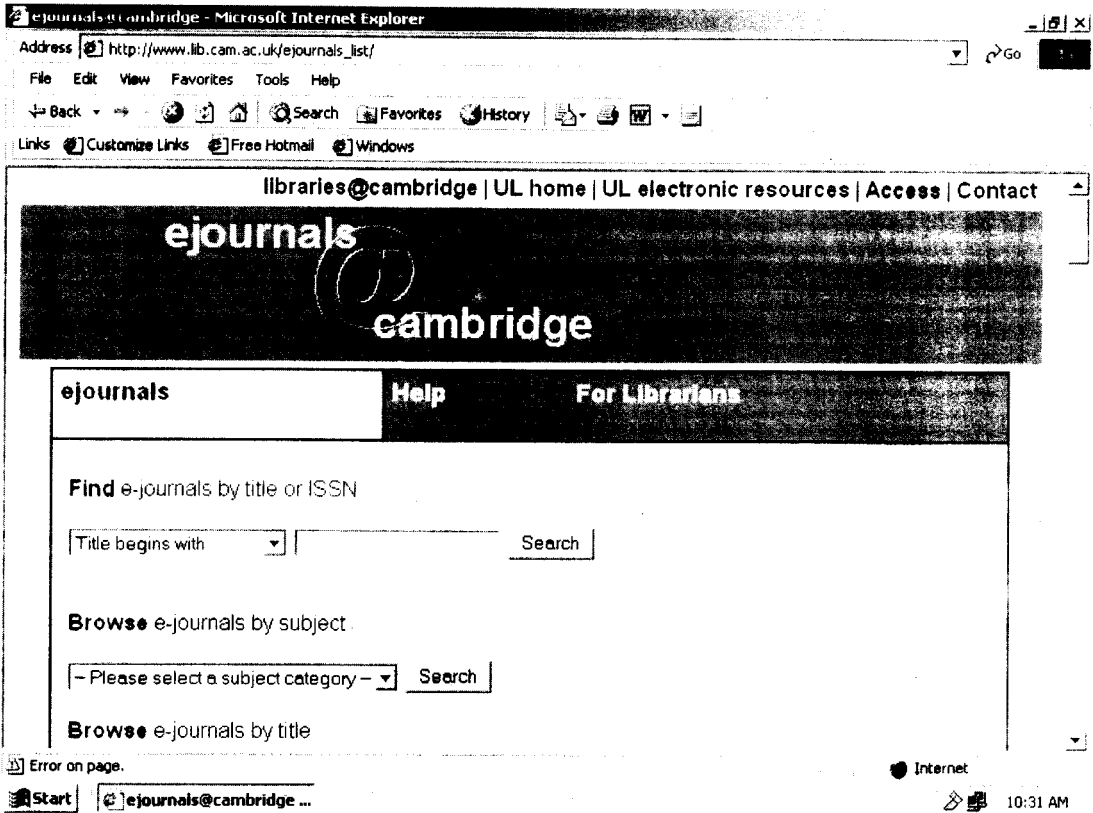 ejournals@cambridge - Microsoft Internet Explorer
Address http://www.lib.cam.ac.uk/ejournals_list/ Go
File Edit View Favorites Tools Help
Back Search Favorites History
Links Customize Links Free Hotmail Windows
libraries@cambridge | UL home | UL electronic resources | Access | Contact
ejournals
@
cambridge
ejournals Help For Librarians
Find e-journals by title or ISSN
Title begins with Search
Browse e-journals by subject
-- Please select a subject category -- Search
Browse e-journals by title
Error on page. Internet
Start ejournals@cambridge ... 10:31 AM